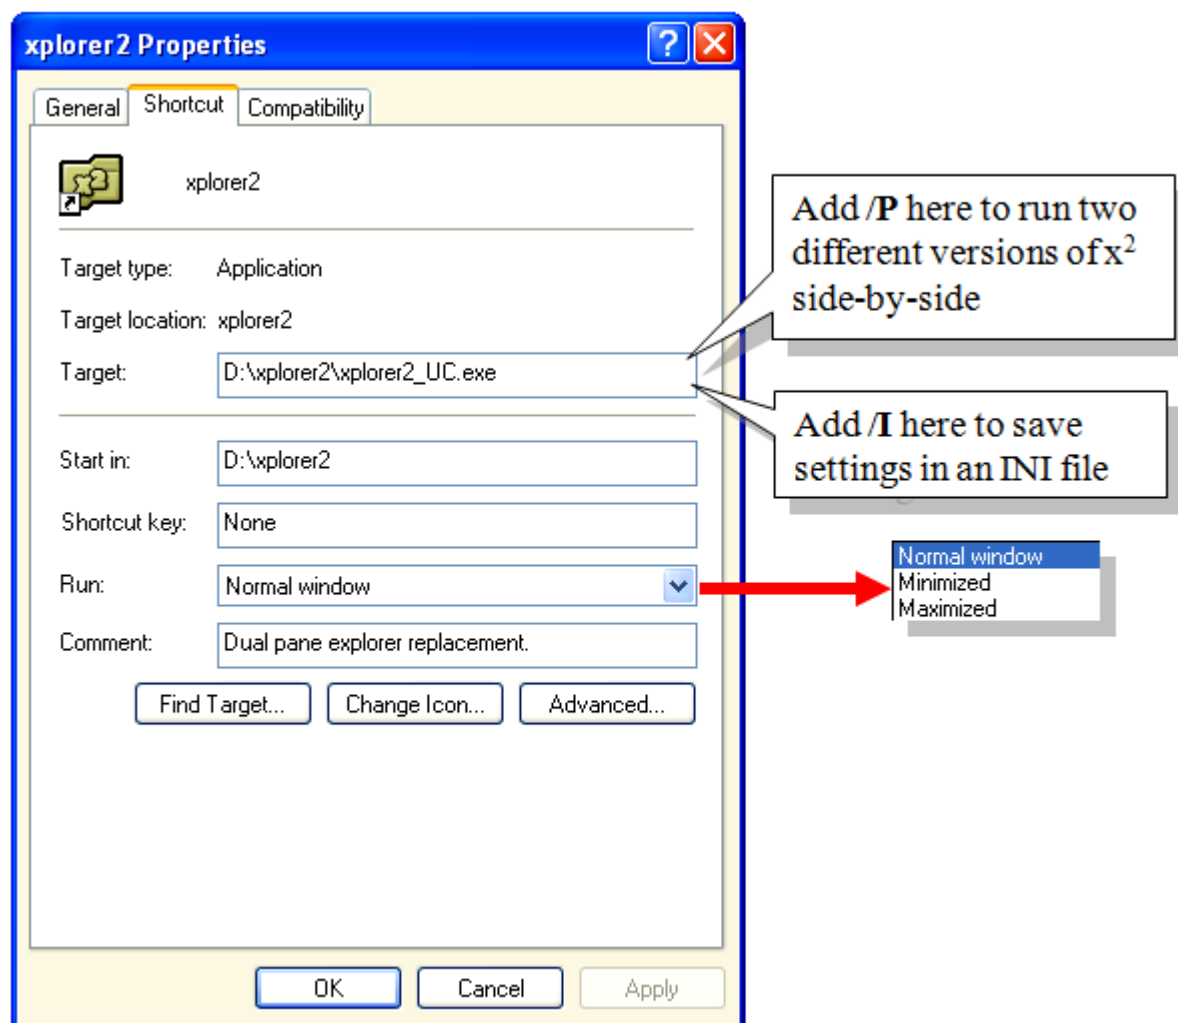 xplorer2 Properties
General Shortcut Compatibility
xplorer2
Target type: Application
Target location: xplorer2
Target: D:\xplorer2\xplorer2_UC.exe
Start in: D:\xplorer2
Shortcut key: None
Run: Normal window
Comment: Dual pane explorer replacement.
Find Target... Change Icon... Advanced...
OK Cancel Apply
Add /P here to run two
different versions of x²
side-by-side
Add /I here to save
settings in an INI file
Normal window
Minimized
Maximized